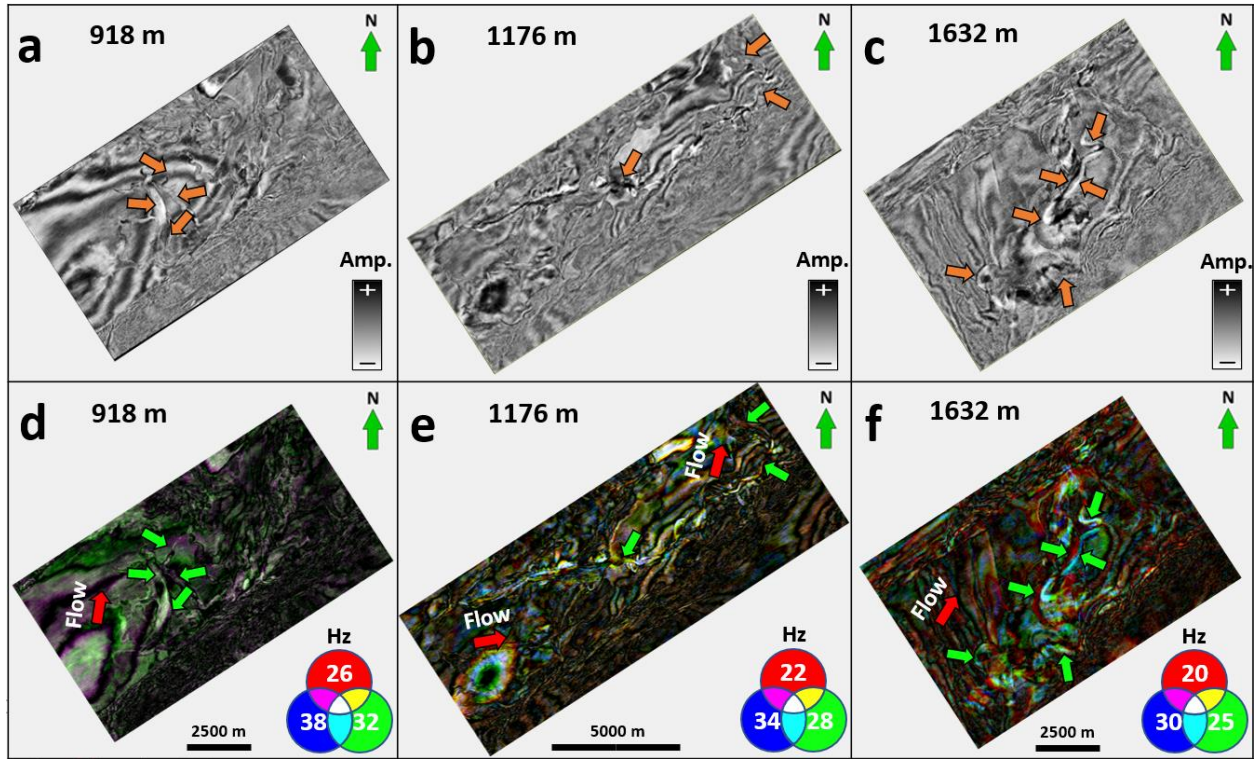 a
918 m
N
Amp.
+
−
b
1176 m
N
Amp.
+
−
c
1632 m
N
Amp.
+
−
d
918 m
N
Flow
Hz
26
38
32
2500 m
e
1176 m
N
Flow
Flow
Hz
22
34
28
5000 m
f
1632 m
N
Flow
Hz
20
30
25
2500 m